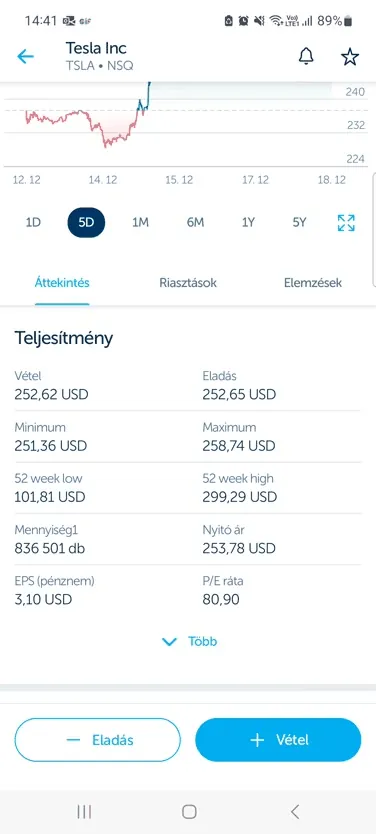 14:41 GIF Vo) LTE1 89%
Tesla Inc
TSLA • NSQ
240
232
224
12. 12 14. 12 15. 12 17. 12 18. 12
1D 5D 1M 6M 1Y 5Y
Áttekintés Riasztások Elemzések
Teljesítmény
Vétel Eladás
252,62 USD 252,65 USD
Minimum Maximum
251,36 USD 258,74 USD
52 week low 52 week high
101,81 USD 299,29 USD
Mennyiség1 Nyitó ár
836 501 db 253,78 USD
EPS (pénznem) P/E ráta
3,10 USD 80,90
Több
Eladás Vétel